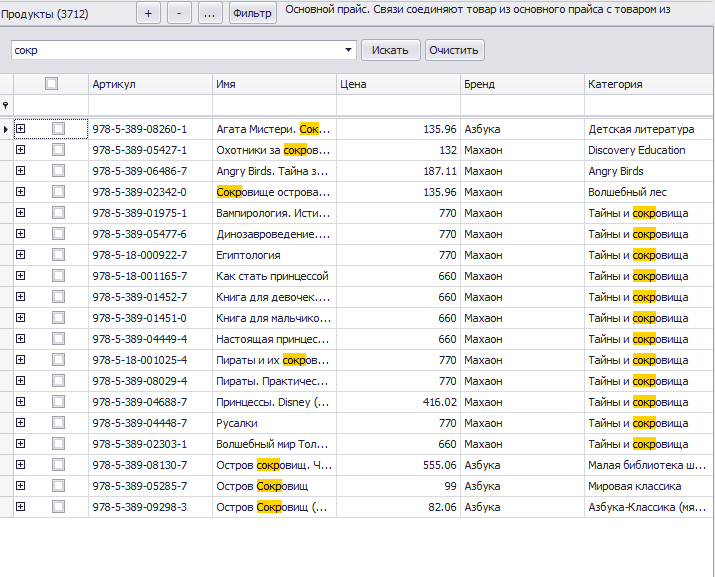 Продукты (3712) + - ... Фильтр Основной прайс. Связи соединяют товар из основного прайса с товаром из
сокр Искать Очистить
Артикул Имя Цена Бренд Категория
978-5-389-08260-1 Агата Мистери. Сок... 135.96 Азбука Детская литература
978-5-389-05427-1 Охотники за сокров... 132 Махаон Discovery Education
978-5-389-06486-7 Angry Birds. Тайна з... 187.11 Махаон Angry Birds
978-5-389-02342-0 Сокровище острова... 135.96 Махаон Волшебный лес
978-5-389-01975-1 Вампирология. Исти... 770 Махаон Тайны и сокровища
978-5-389-05477-6 Динозавроведение.... 770 Махаон Тайны и сокровища
978-5-18-000922-7 Египтология 770 Махаон Тайны и сокровища
978-5-18-001165-7 Как стать принцессой 660 Махаон Тайны и сокровища
978-5-389-01452-7 Книга для девочек.... 660 Махаон Тайны и сокровища
978-5-389-01451-0 Книга для мальчико... 660 Махаон Тайны и сокровища
978-5-389-04449-4 Настоящая принцес... 660 Махаон Тайны и сокровища
978-5-18-001025-4 Пираты и их сокров... 770 Махаон Тайны и сокровища
978-5-389-08029-4 Пираты. Практичес... 770 Махаон Тайны и сокровища
978-5-389-04688-7 Принцессы. Disney (... 416.02 Махаон Тайны и сокровища
978-5-389-04448-7 Русалки 770 Махаон Тайны и сокровища
978-5-389-02303-1 Волшебный мир Тол... 660 Махаон Тайны и сокровища
978-5-389-08130-7 Остров сокровищ. Ч... 555.06 Азбука Малая библиотека ш...
978-5-389-05285-7 Остров Сокровищ 99 Азбука Мировая классика
978-5-389-09298-3 Остров Сокровищ (... 82.06 Азбука Азбука-Классика (мя...